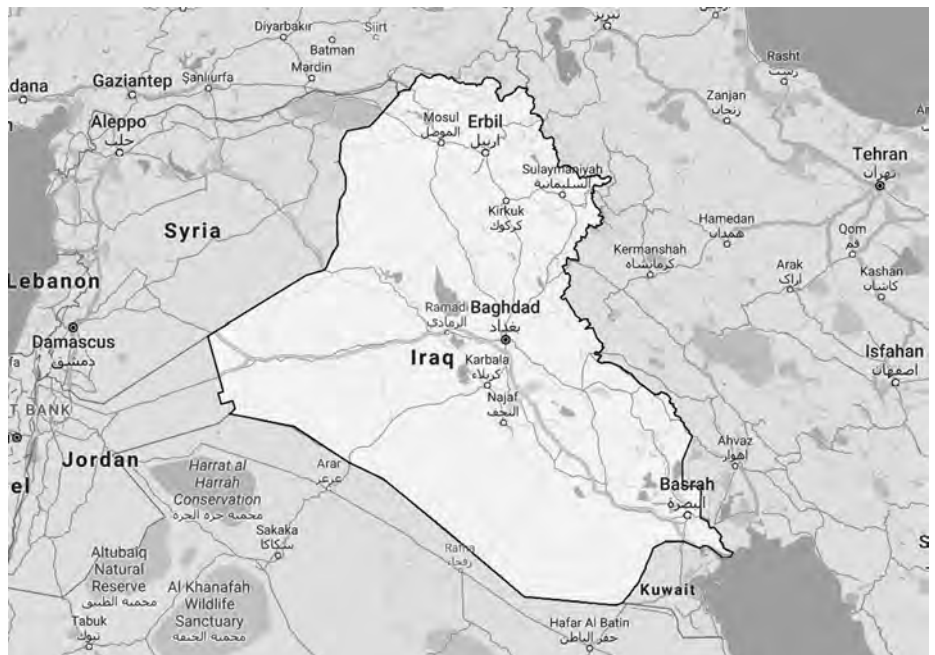 Diyarbakır
Siirt
Batman
Mardin
Şanlıurfa
Gaziantep
dana
Aleppo
حلب
Mosul
الموصل
Erbil
اربيل
Sulaymaniyah
السليمانية
Kirkuk
كركوك
تبریز
Rasht
رشت
Zanjan
زنجان
Tehran
تهران
Hamedan
همدان
Qom
قم
Kermanshah
کرمانشاه
Arak
اراک
Kashan
کاشان
Syria
Lebanon
Damascus
دمشق
Ramadi
الرمادي
Baghdad
بغداد
Iraq
Karbala
كربلاء
Najaf
النجف
Isfahan
اصفهان
T BANK
Jordan
el
Ahvaz
اهواز
Basrah
البصرة
Harrat al
Harrah
Conservation
محمية حرة الحرة
Arar
عرعر
Sakaka
سكاكا
Rafha
رفحاء
Altubaiq
Natural
Reserve
محمية الطبيق
Al Khanafah
Wildlife
Sanctuary
محمية الخنفة
Kuwait
Tabuk
تبوك
Hafar Al Batin
حفر الباطن